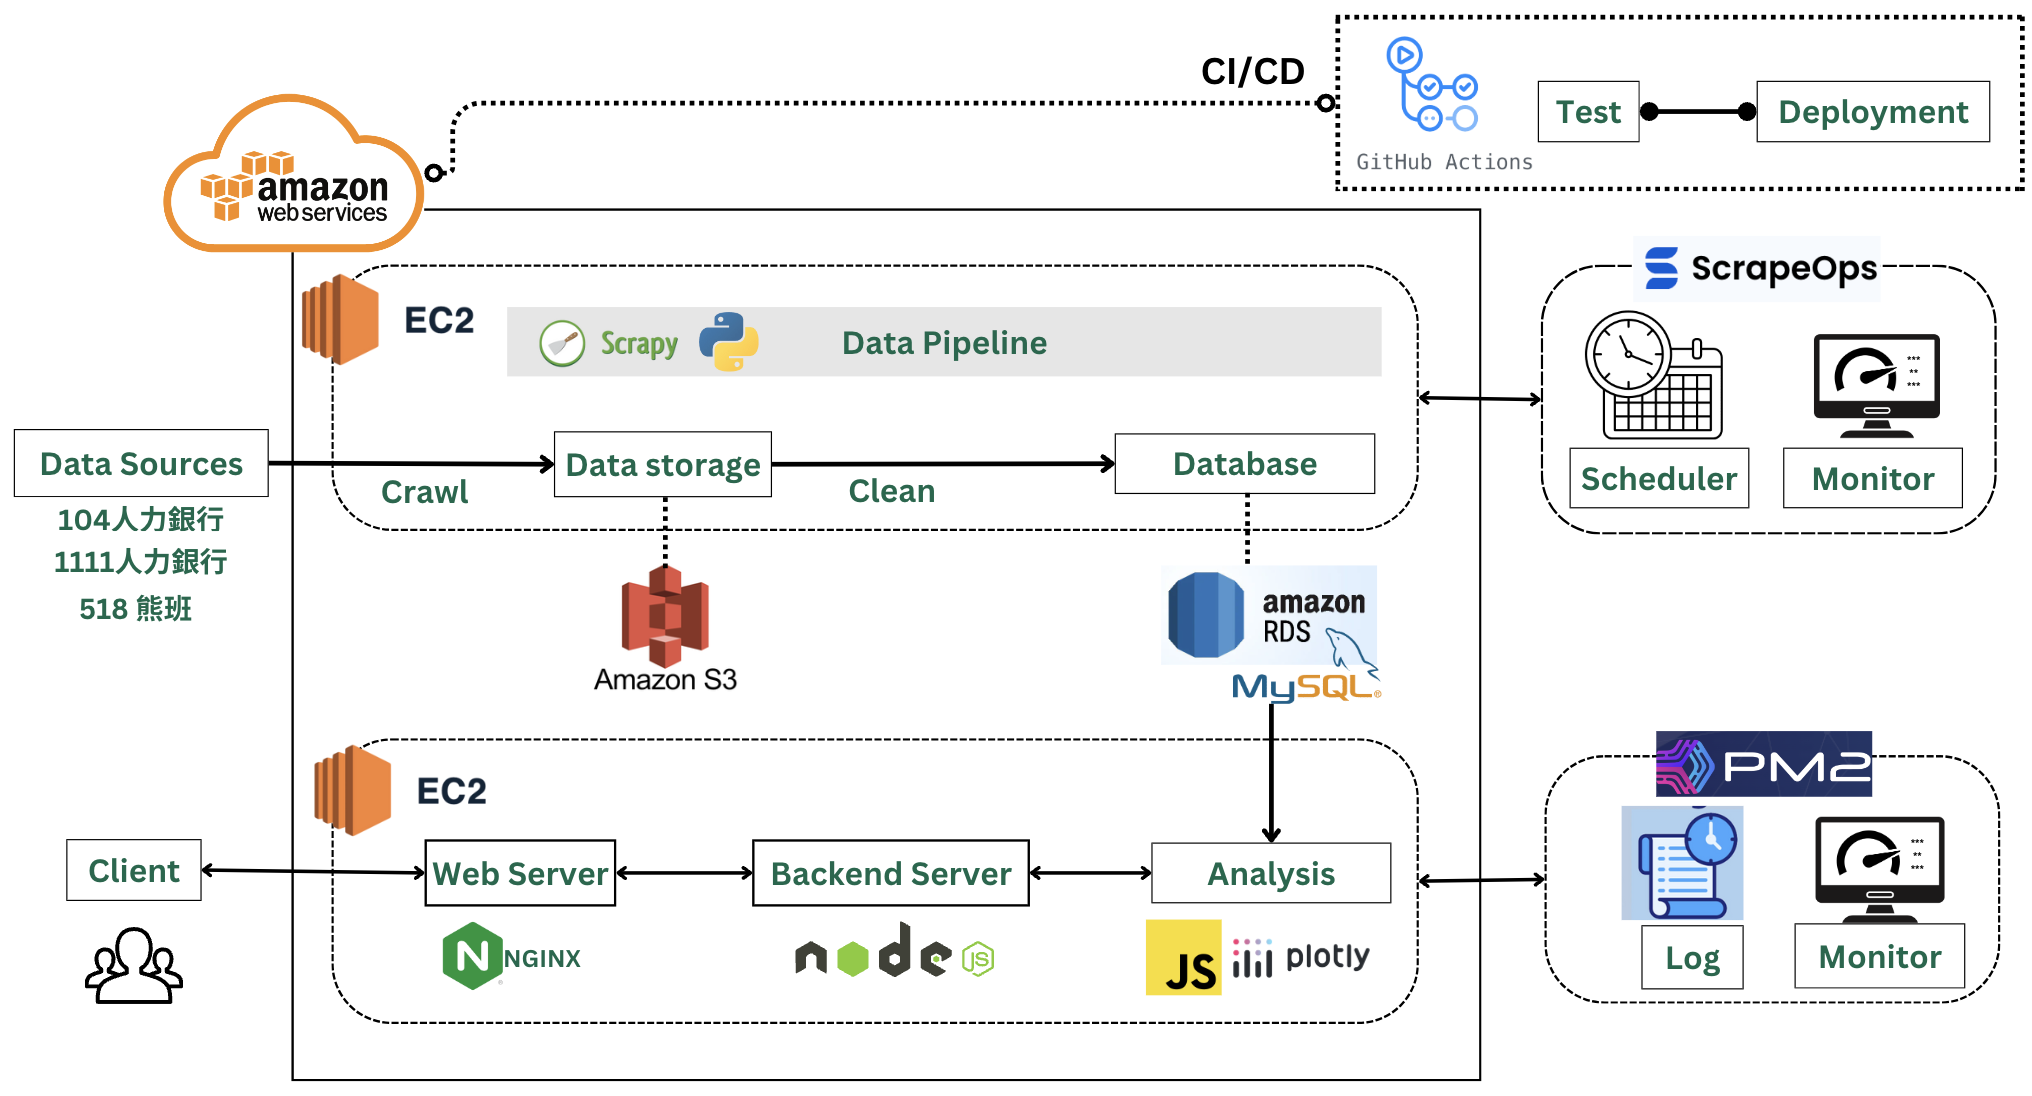 CI/CD
GitHub Actions
Test
Deployment
amazon
web services
EC2
Scrapy
Data Pipeline
ScrapeOps
***
**
***
Scheduler
Monitor
Data Sources
104人力銀行
1111人力銀行
518 熊班
Crawl
Data storage
Clean
Database
Amazon S3
amazon
RDS
MySQL®
EC2
PM2
***
**
***
Log
Monitor
Client
Web Server
Backend Server
Analysis
N NGINX
®
node JS
JS
plotly